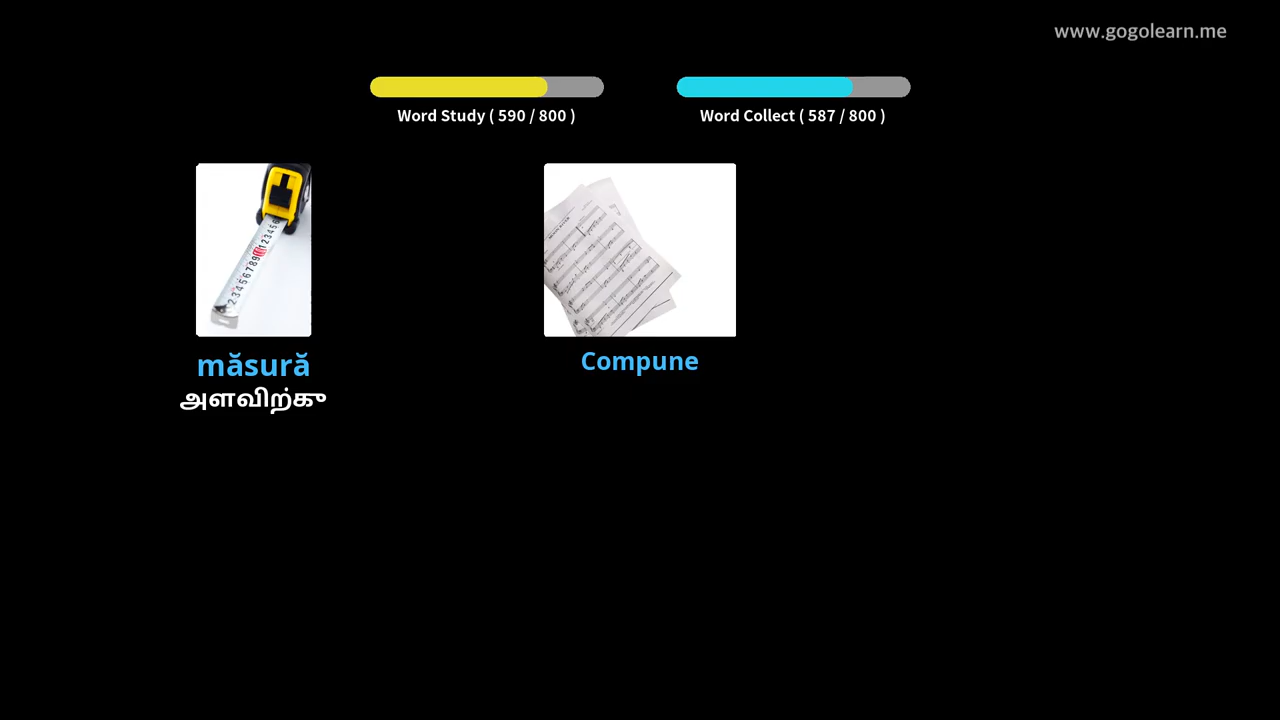 www.gogolearn.me
Word Study ( 590 / 800 )
Word Collect ( 587 / 800 )
măsură
அளவிற்கு
Compune